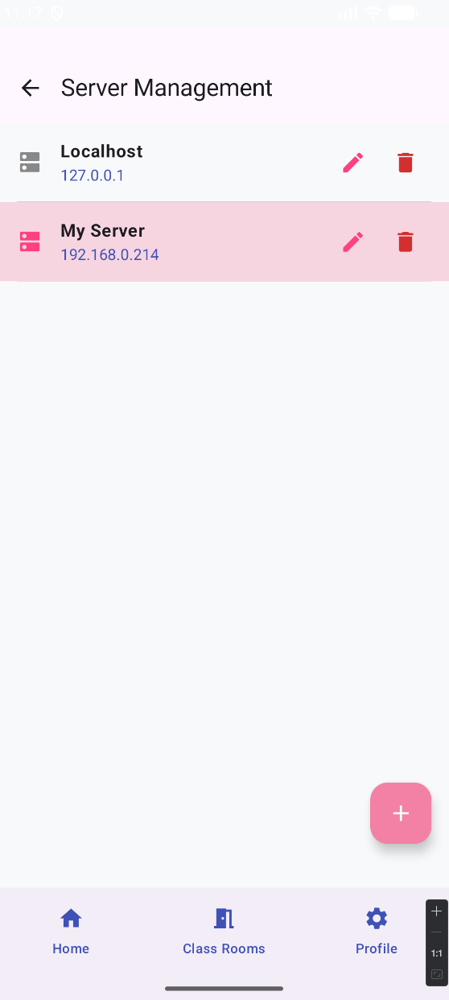 11:17
Server Management
Localhost
127.0.0.1
My Server
192.168.0.214
Home
Class Rooms
Profile
1:1